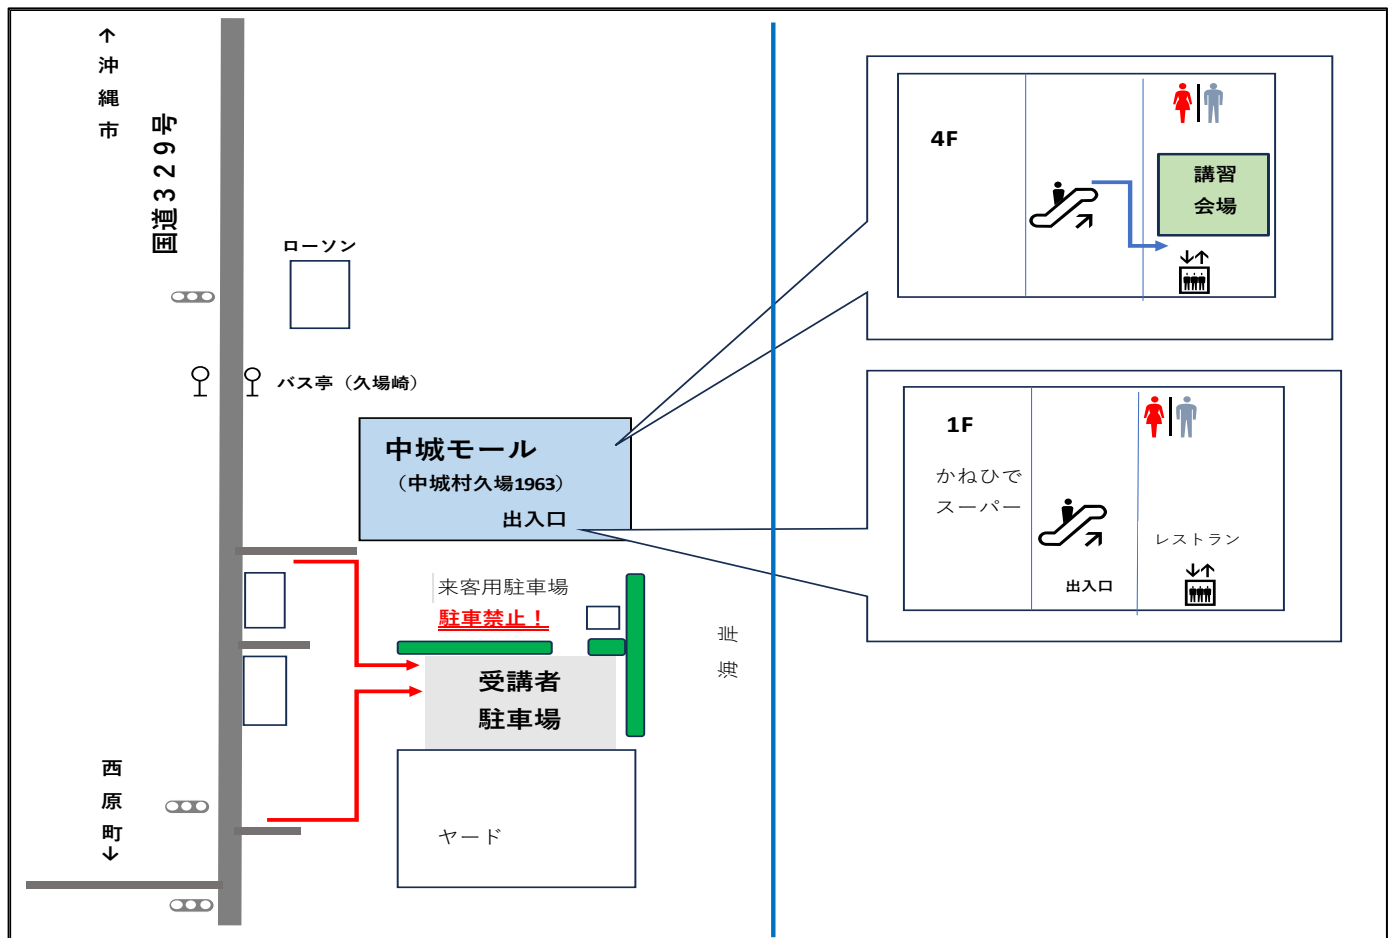 ↑沖縄市
国道329号
ローソン
バス亭（久場崎）
中城モール
（中城村久場1963）
出入口
来客用駐車場
駐車禁止！
受講者
駐車場
ヤード
西原町↓
海岸
4F
講習
会場
↓↑
1F
かねひで
スーパー
レストラン
出入口
↓↑